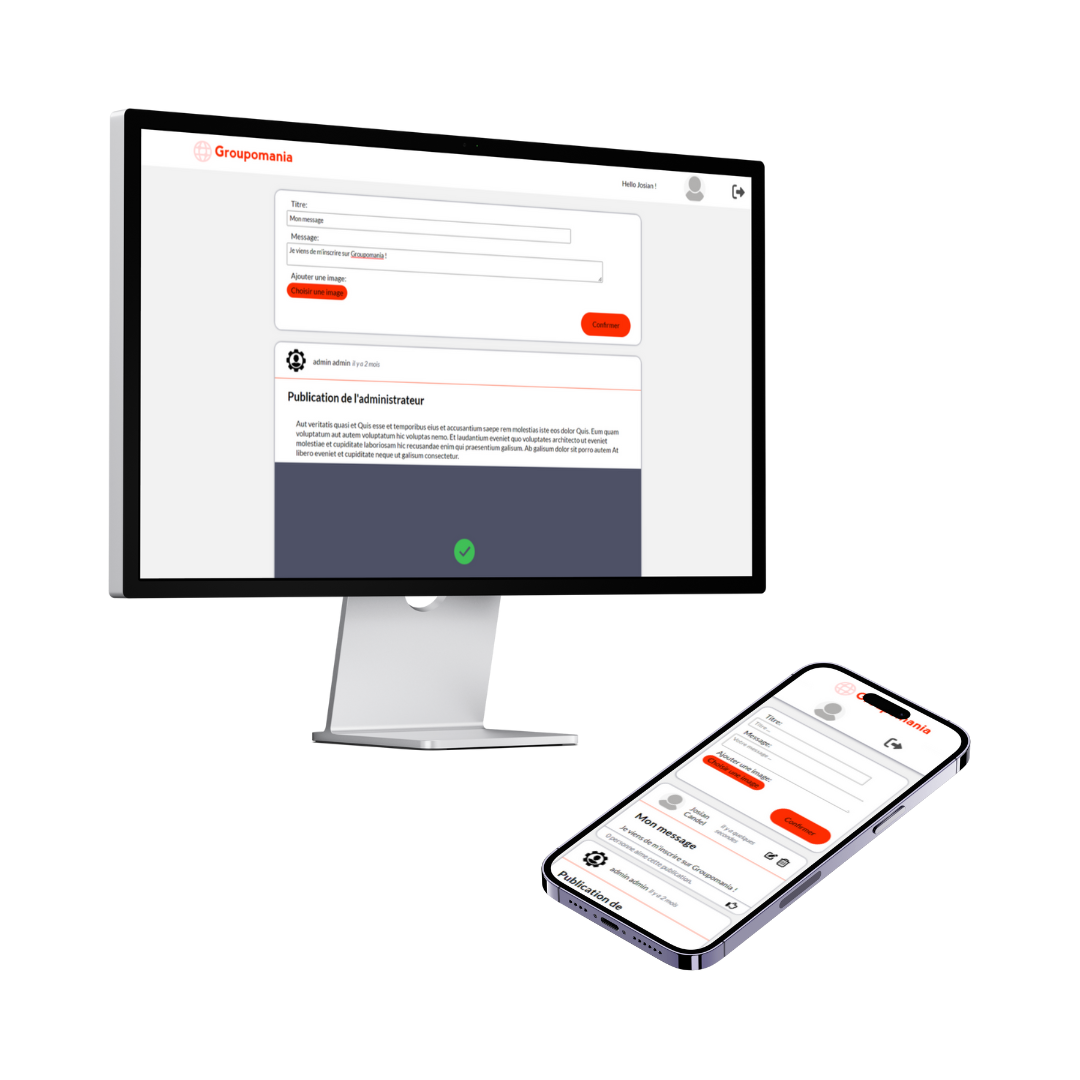 Groupomania
Hello Josian !
Titre:
Mon message
Message:
Je viens de m'inscrire sur Groupomania !
Ajouter une image:
Choisir une image
Confirmer
admin admin il y a 2 mois
Publication de l'administrateur
Aut veritatis quasi et Quis esse et temporibus eius et accusantium saepe rem molestias iste eos dolor Quis. Eum quam
voluptatum aut autem voluptatum hic voluptas nemo. Et laudantium eveniet quo voluptates architecto ut eveniet
molestiae et cupiditate laboriosam hic recusandae enim qui praesentium galisum. Ab galisum dolor sit porro autem At
libero eveniet et cupiditate neque ut galisum consectetur.
Titre:
Titre...
Message:
Votre message...
Ajouter une image:
Choisir une image
Confirmer
Josian
Candel
il y a quelques
secondes
Mon message
Je viens de m'inscrire sur Groupomania !
0 personne aime cette publication.
admin admin il y a 2 mois
Publication de